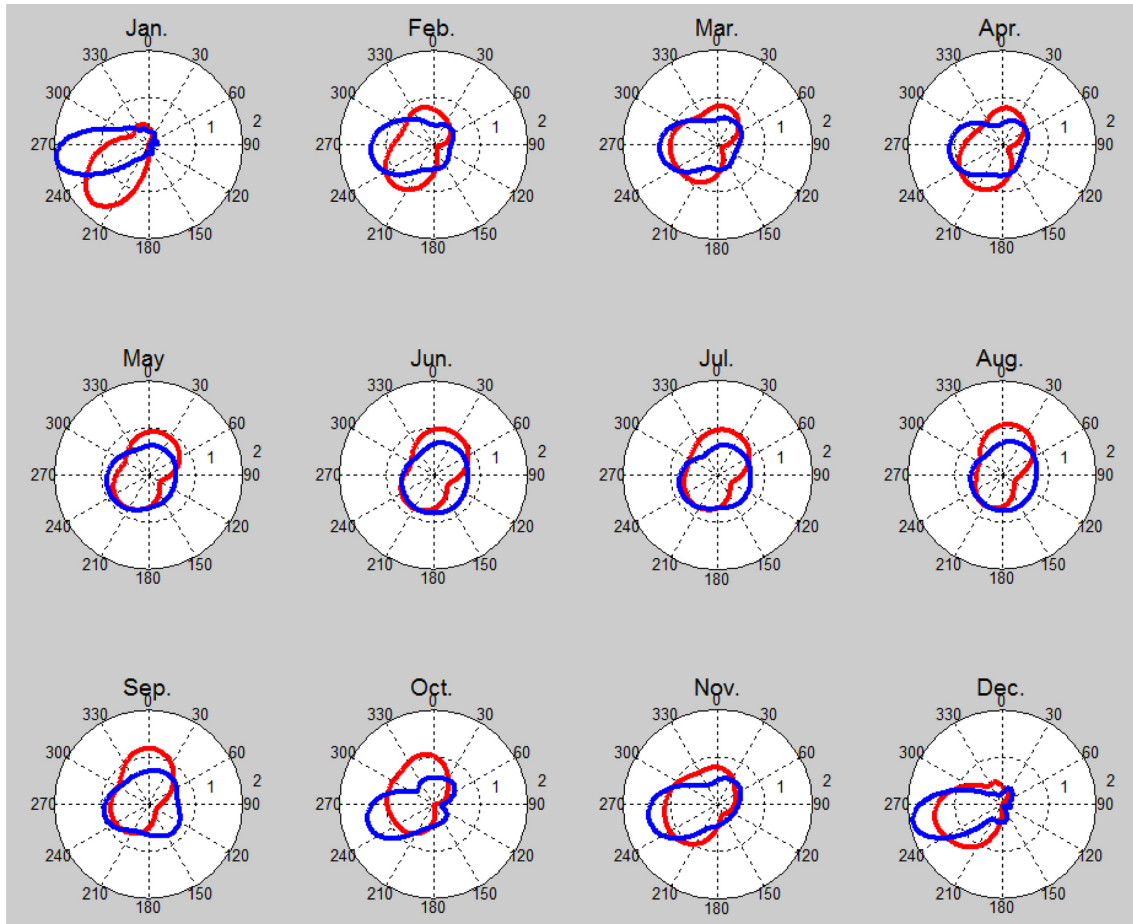 Jan. Feb. Mar. Apr.
0 0 0 0
330 30 330 30 330 30 330 30
300 60 300 60 300 60 300 60
1 2 1 2 1 2 1 2
270 90 270 90 270 90 270 90
240 120 240 120 240 120 240 120
210 150 210 150 210 150 210 150
180 180 180 180
May Jun. Jul. Aug.
0 0 0 0
330 30 330 30 330 30 330 30
300 60 300 60 300 60 300 60
1 2 1 2 1 2 1 2
270 90 270 90 270 90 270 90
240 120 240 120 240 120 240 120
210 150 210 150 210 150 210 150
180 180 180 180
Sep. Oct. Nov. Dec.
0 0 0 0
330 30 330 30 330 30 330 30
300 60 300 60 300 60 300 60
1 2 1 2 1 2 1 2
270 90 270 90 270 90 270 90
240 120 240 120 240 120 240 120
210 150 210 150 210 150 210 150
180 180 180 180